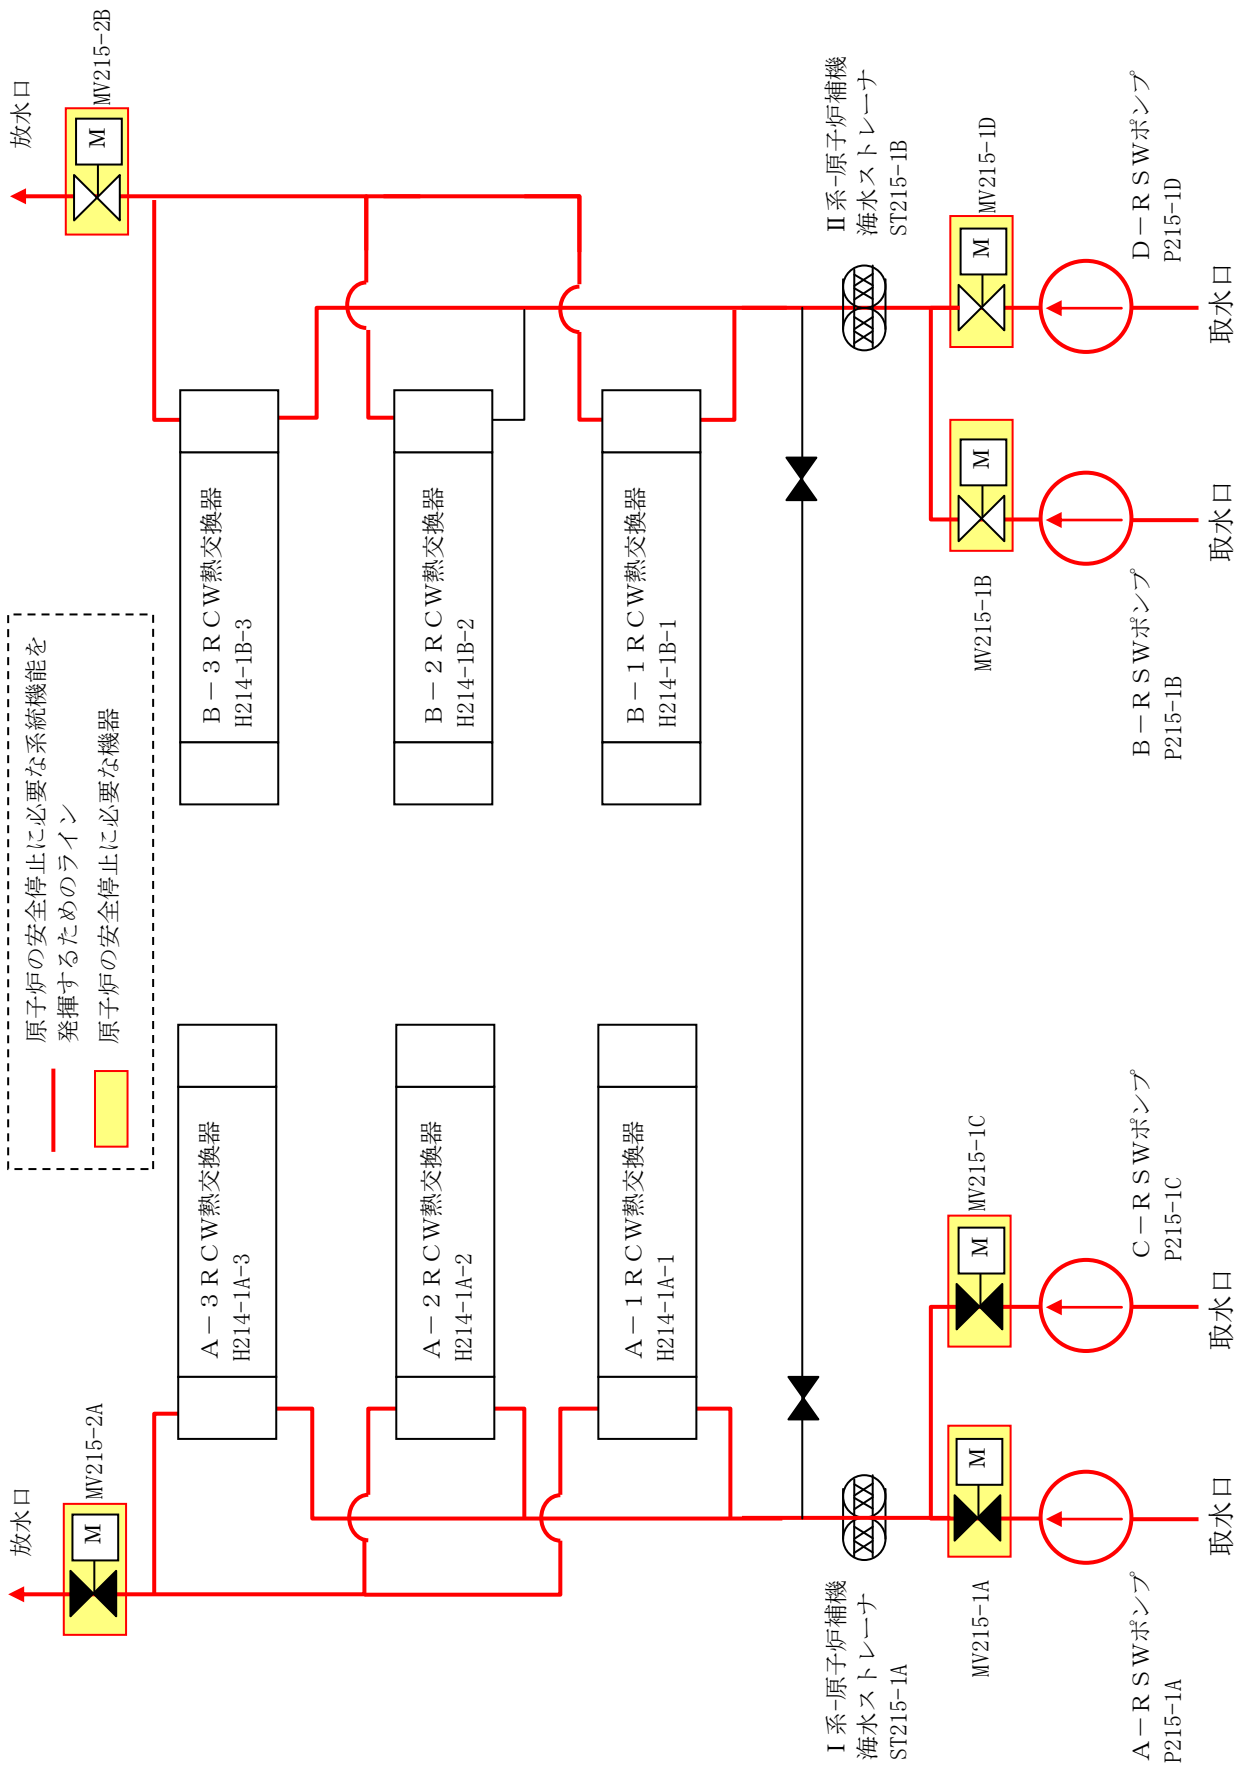 原子炉の安全停止に必要な系統機能を
発揮するためのライン
原子炉の安全停止に必要な機器
放水口
MV215-2A
M
放水口
MV215-2B
M
A－3RCW熱交換器
H214-1A-3
B－3RCW熱交換器
H214-1B-3
A－2RCW熱交換器
H214-1A-2
B－2RCW熱交換器
H214-1B-2
A－1RCW熱交換器
H214-1A-1
B－1RCW熱交換器
H214-1B-1
Ⅰ系-原子炉補機
海水ストレーナ
ST215-1A
Ⅱ系-原子炉補機
海水ストレーナ
ST215-1B
MV215-1A
M
MV215-1C
M
MV215-1B
M
MV215-1D
M
A－RSWポンプ
P215-1A
C－RSWポンプ
P215-1C
B－RSWポンプ
P215-1B
D－RSWポンプ
P215-1D
取水口
取水口
取水口
取水口